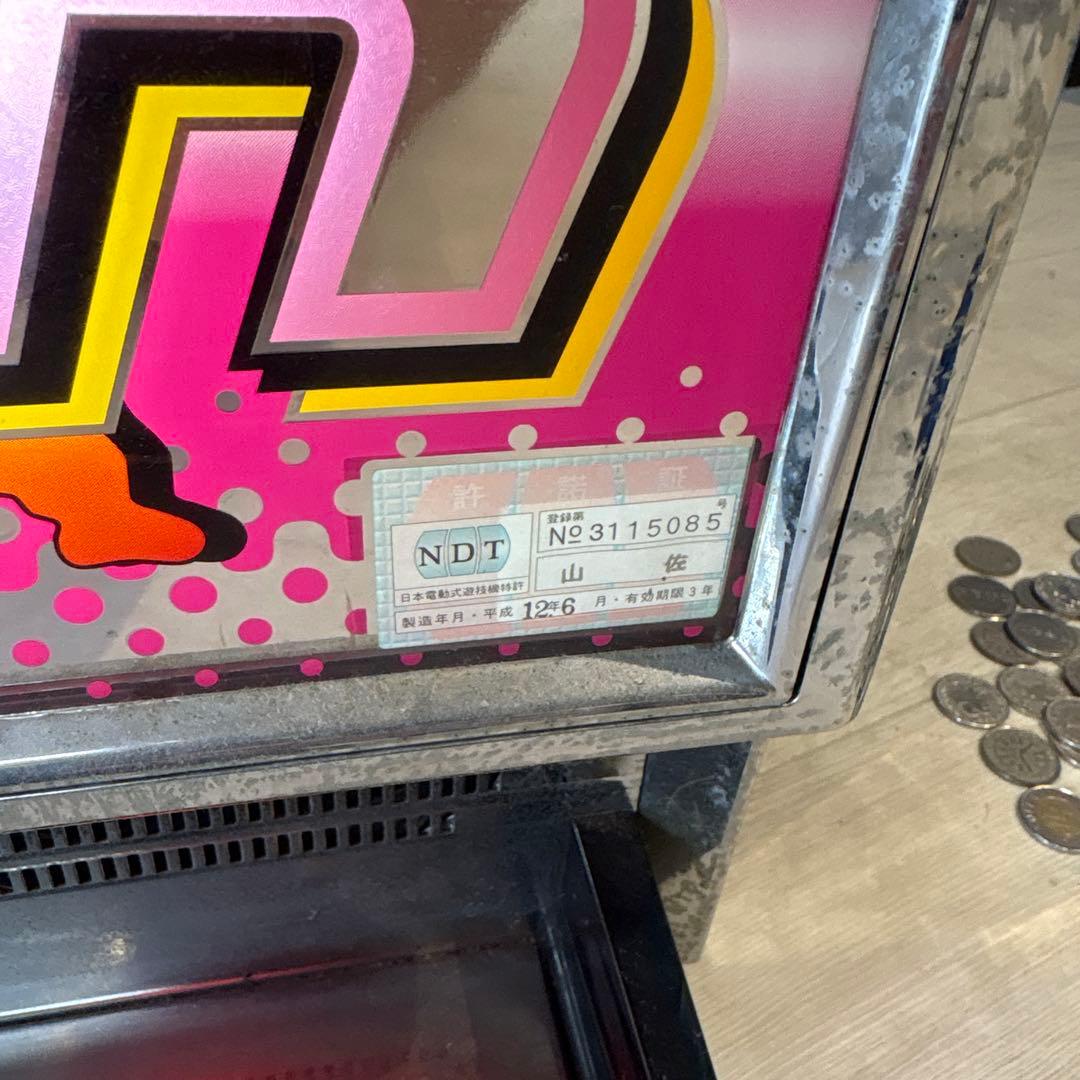 ル
許諾証
NDT
登録第 号
№3115085
山佐
日本電動式遊技機特許
製造年月・平成 12年6 月・有効期限3年